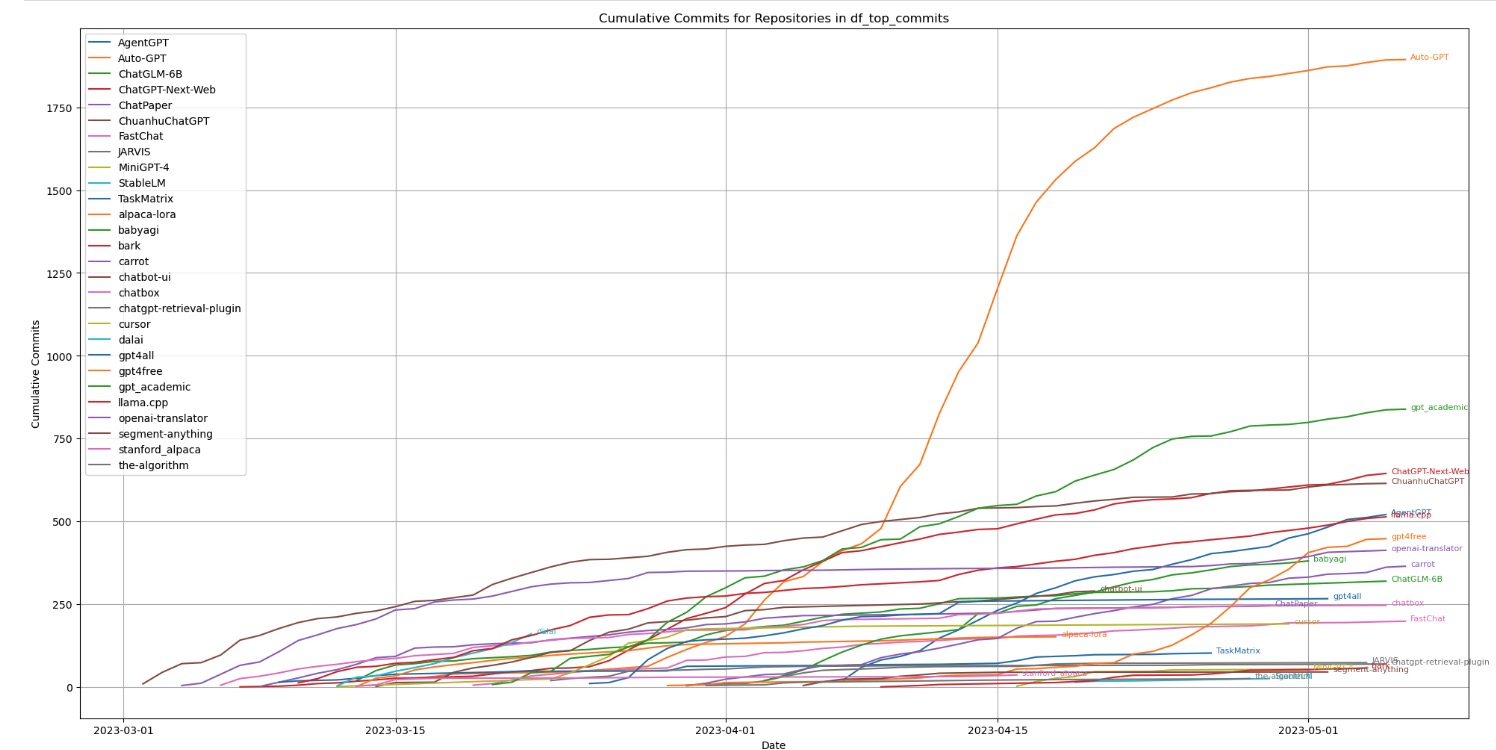 Cumulative Commits for Repositories in df_top_commits
AgentGPT
Auto-GPT
ChatGLM-6B
ChatGPT-Next-Web
ChatPaper
ChuanhuChatGPT
FastChat
JARVIS
MiniGPT-4
StableLM
TaskMatrix
alpaca-lora
babyagi
bark
carrot
chatbot-ui
chatbox
chatgpt-retrieval-plugin
cursor
dalai
gpt4all
gpt4free
gpt_academic
llama.cpp
openai-translator
segment-anything
stanford_alpaca
the-algorithm
Cumulative Commits
1750
1500
1250
1000
750
500
250
0
Auto-GPT
gpt_academic
ChatGPT-Next-Web
ChuanhuChatGPT
AgentGPT
llama.cpp
gpt4free
openai-translator
babyagi
carrot
ChatGLM-6B
chatbot-ui
gpt4all
ChatPaper
chatbox
cursor
FastChat
dalai
alpaca-lora
TaskMatrix
JARVIS
chatgpt-retrieval-plugin
segment-anything
stanford_alpaca
the-algorithm
StableLM
2023-03-01
2023-03-15
2023-04-01
2023-04-15
2023-05-01
Date